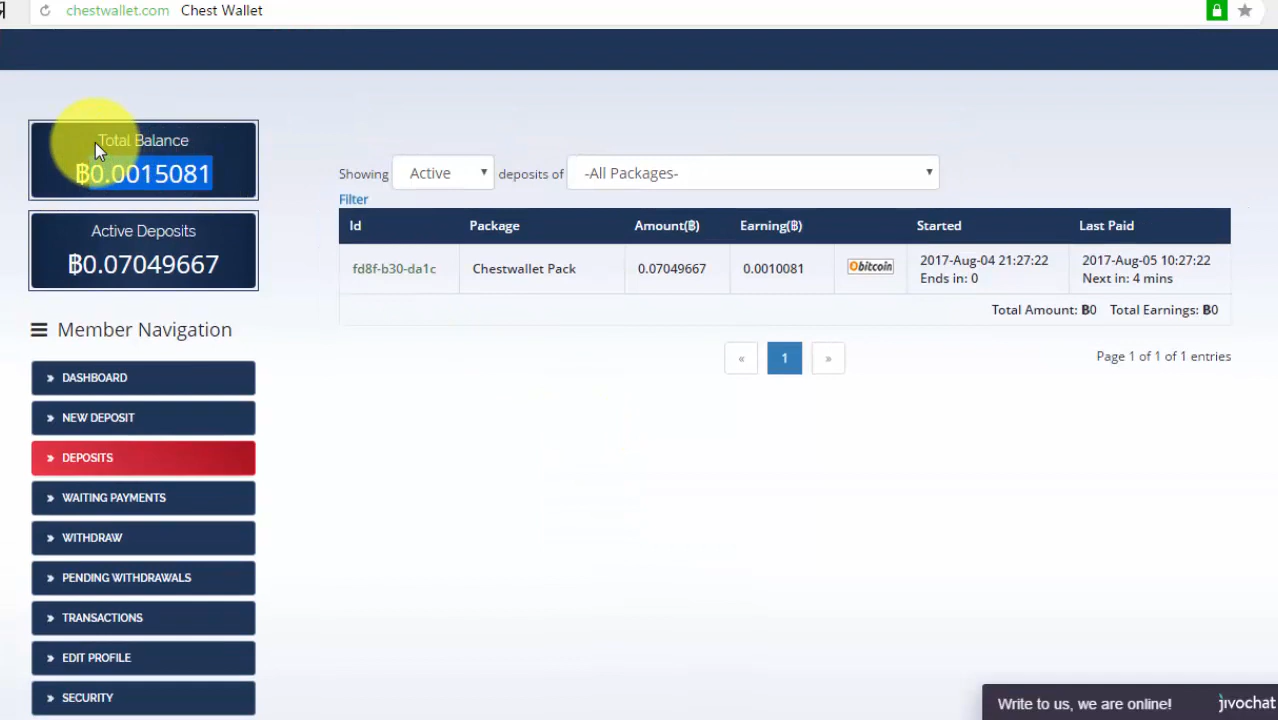 chestwallet.com Chest Wallet
Total Balance
฿0.0015081
Active Deposits
฿0.07049667
Member Navigation
DASHBOARD
NEW DEPOSIT
DEPOSITS
WAITING PAYMENTS
WITHDRAW
PENDING WITHDRAWALS
TRANSACTIONS
EDIT PROFILE
SECURITY
Showing Active deposits of -All Packages-
Filter
Id Package Amount(฿) Earning(฿) Started Last Paid
fd8f-b30-da1c Chestwallet Pack 0.07049667 0.0010081 bitcoin 2017-Aug-04 21:27:22 2017-Aug-05 10:27:22
Ends in: 0 Next in: 4 mins
Total Amount: ฿0 Total Earnings: ฿0
« 1 » Page 1 of 1 of 1 entries
Write to us, we are online! jivochat